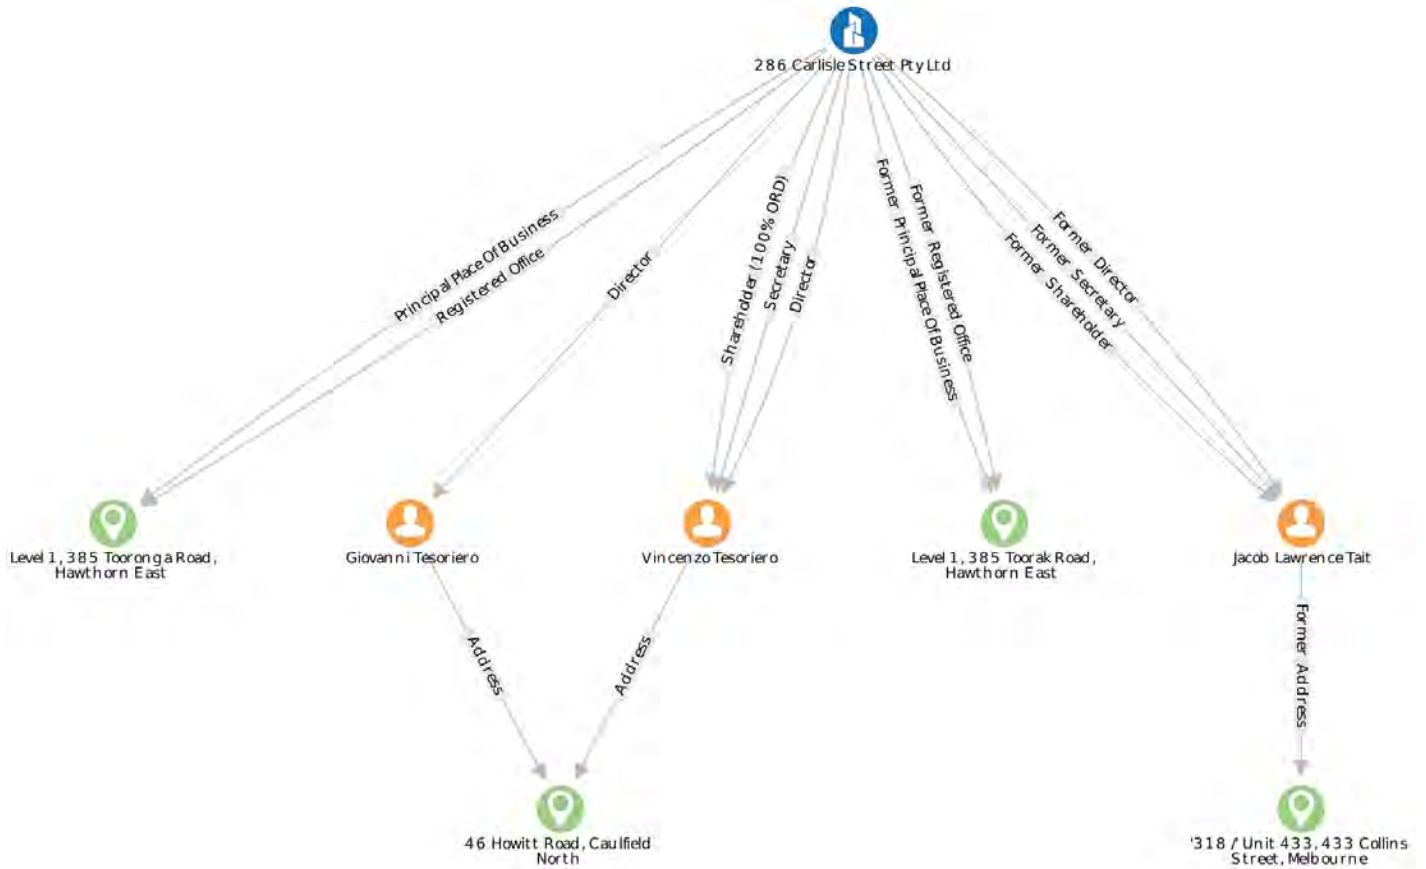 286 Carlisle Street Pty Ltd
Principal Place Of Business
Registered Office
Director
Shareholder (100% ORD)
Secretary
Director
Former Principal Place Of Business
Former Registered Office
Former Shareholder
Former Secretary
Former Director
Level 1, 385 Tooronga Road,
Hawthorn East
Giovanni Tesoriero
Vincenzo Tesoriero
Level 1, 385 Toorak Road,
Hawthorn East
Jacob Lawrence Tait
Address
Address
Former Address
46 Howitt Road, Caulfield
North
'318 / Unit 433, 433 Collins
Street, Melbourne